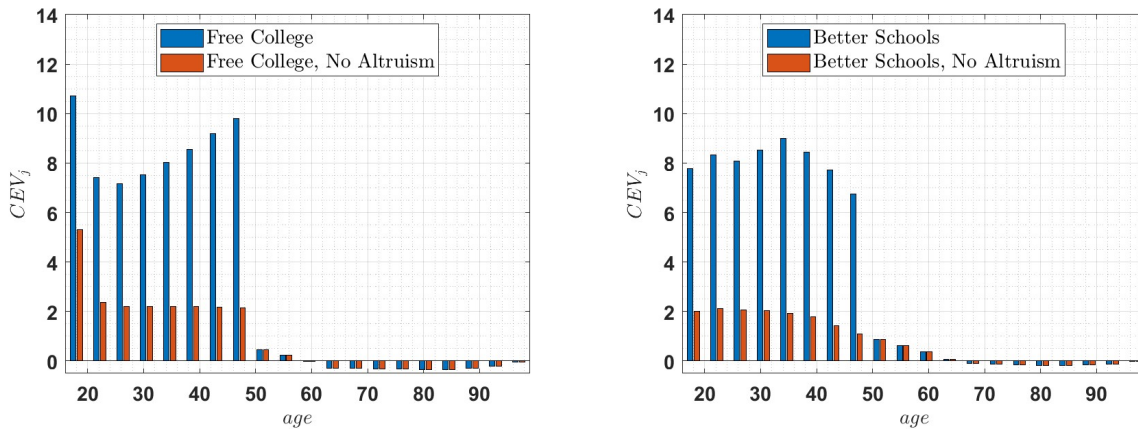 14
12
10
8
6
4
2
0
CEV_j
Free College
Free College, No Altruism
20 30 40 50 60 70 80 90
age
14
12
10
8
6
4
2
0
CEV_j
Better Schools
Better Schools, No Altruism
20 30 40 50 60 70 80 90
age